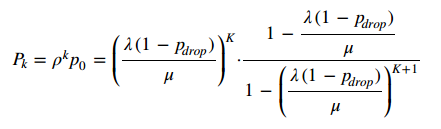 P_k = ρ^k p_0 = (λ(1 − p_drop) / μ)^K · (1 − λ(1 − p_drop) / μ) / (1 − (λ(1 − p_drop) / μ)^{K+1})